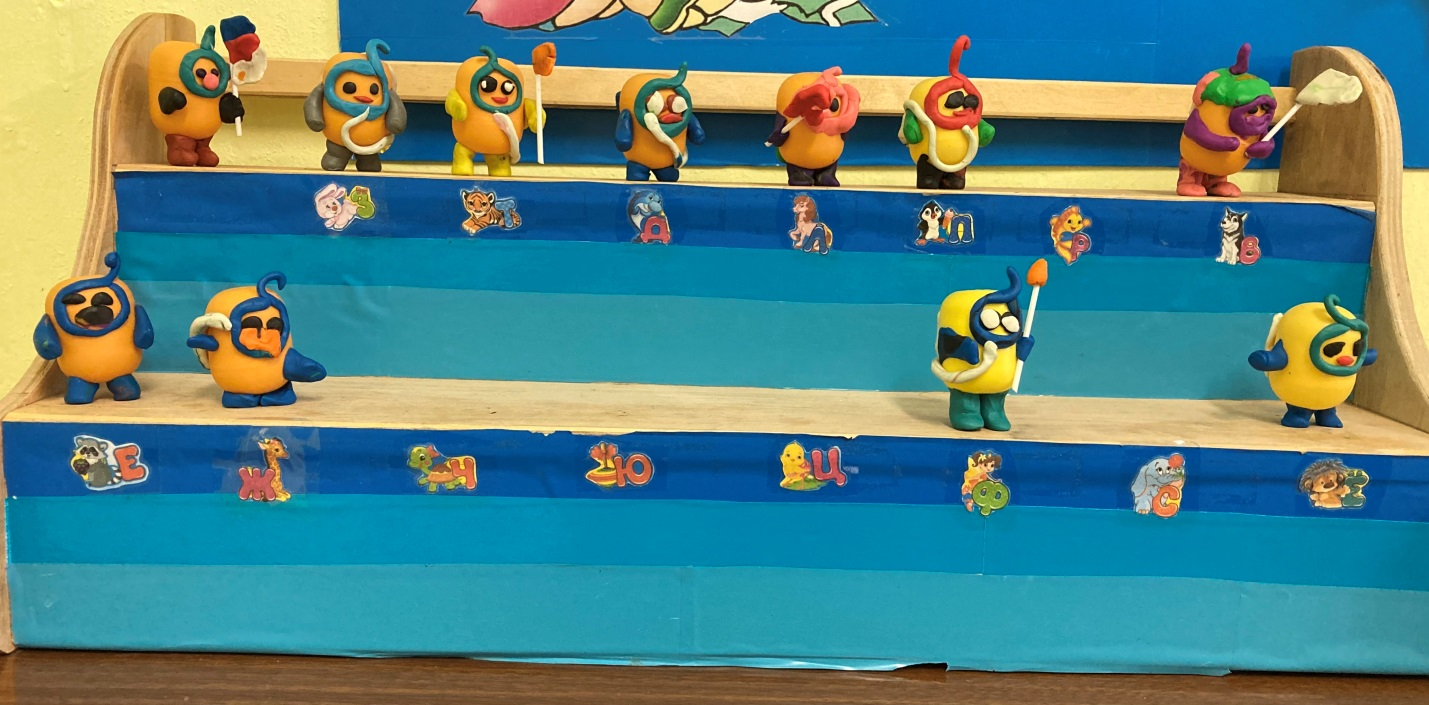 З Т Д Л П Р В
Е Ж Ч Ю Ц Ф С